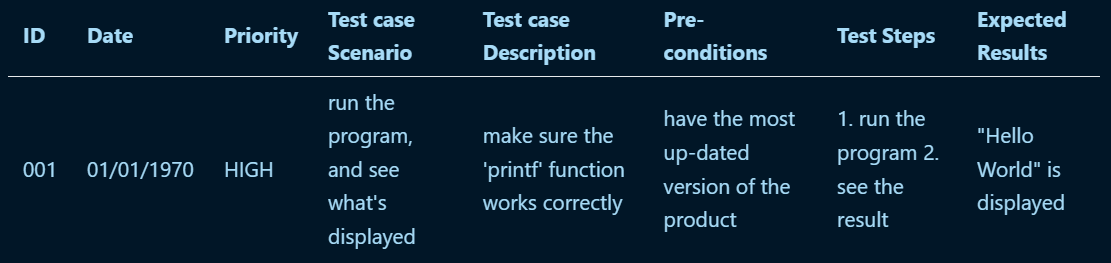 ID
Date
Priority
Test case
Scenario
Test case
Description
Pre-
conditions
Test Steps
Expected
Results
001
01/01/1970
HIGH
run the
program,
and see
what's
displayed
make sure the
'printf' function
works correctly
have the most
up-dated
version of the
product
1. run the
program 2.
see the
result
"Hello
World" is
displayed